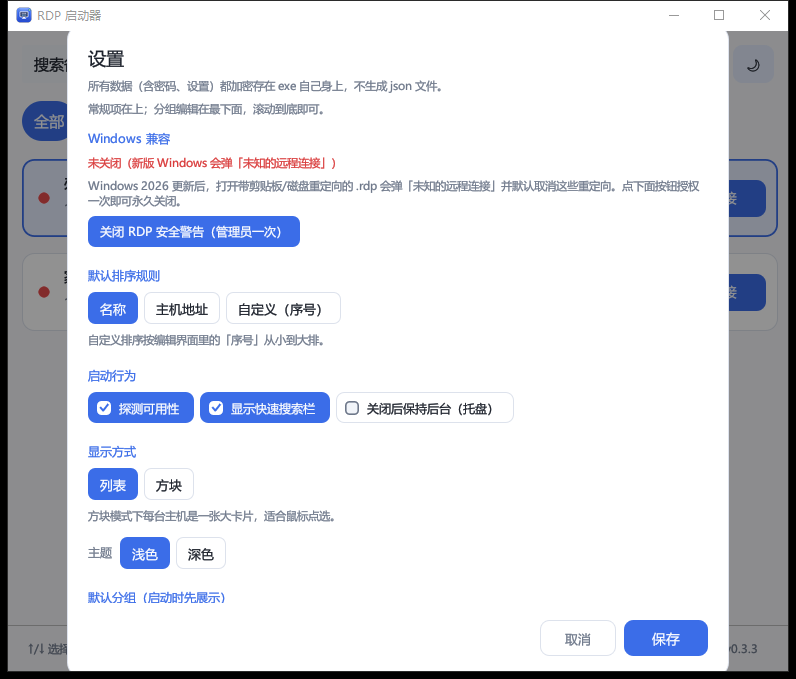 RDP 启动器
搜索
设置
所有数据（含密码、设置）都加密存在 exe 自己身上，不生成 json 文件。
常规项在上；分组编辑在最下面，滚动到底即可。
全部
Windows 兼容
未关闭（新版 Windows 会弹「未知的远程连接」）
Windows 2026 更新后，打开带剪贴板/磁盘重定向的 .rdp 会弹「未知的远程连接」并默认取消这些重定向。点下面按钮授权
一次即可永久关闭。
接
关闭 RDP 安全警告（管理员一次）
默认排序规则
名称
主机地址
自定义（序号）
接
自定义排序按编辑界面里的「序号」从小到大排。
启动行为
探测可用性
显示快速搜索栏
关闭后保持后台（托盘）
显示方式
列表
方块
方块模式下每台主机是一张大卡片，适合鼠标点选。
主题
浅色
深色
默认分组（启动时先展示）
取消
保存
↑/↓ 选择
v0.3.3